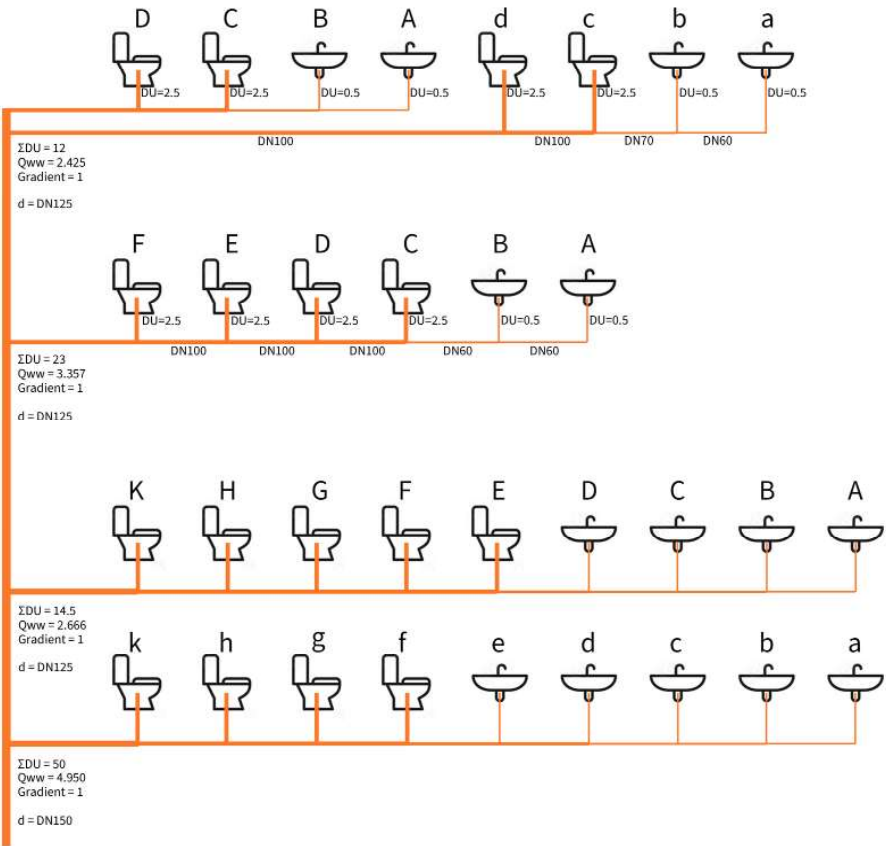 D C B A d c b a
DU=2.5 DU=2.5 DU=0.5 DU=0.5 DU=2.5 DU=2.5 DU=0.5 DU=0.5
DN100 DN100 DN70 DN60
ΣDU = 12
Qww = 2.425
Gradient = 1
d = DN125
F E D C B A
DU=2.5 DU=2.5 DU=2.5 DU=2.5 DU=0.5 DU=0.5
DN100 DN100 DN100 DN60 DN60
ΣDU = 23
Qww = 3.357
Gradient = 1
d = DN125
K H G F E D C B A
ΣDU = 14.5
Qww = 2.666
Gradient = 1
d = DN125
k h g f e d c b a
ΣDU = 50
Qww = 4.950
Gradient = 1
d = DN150